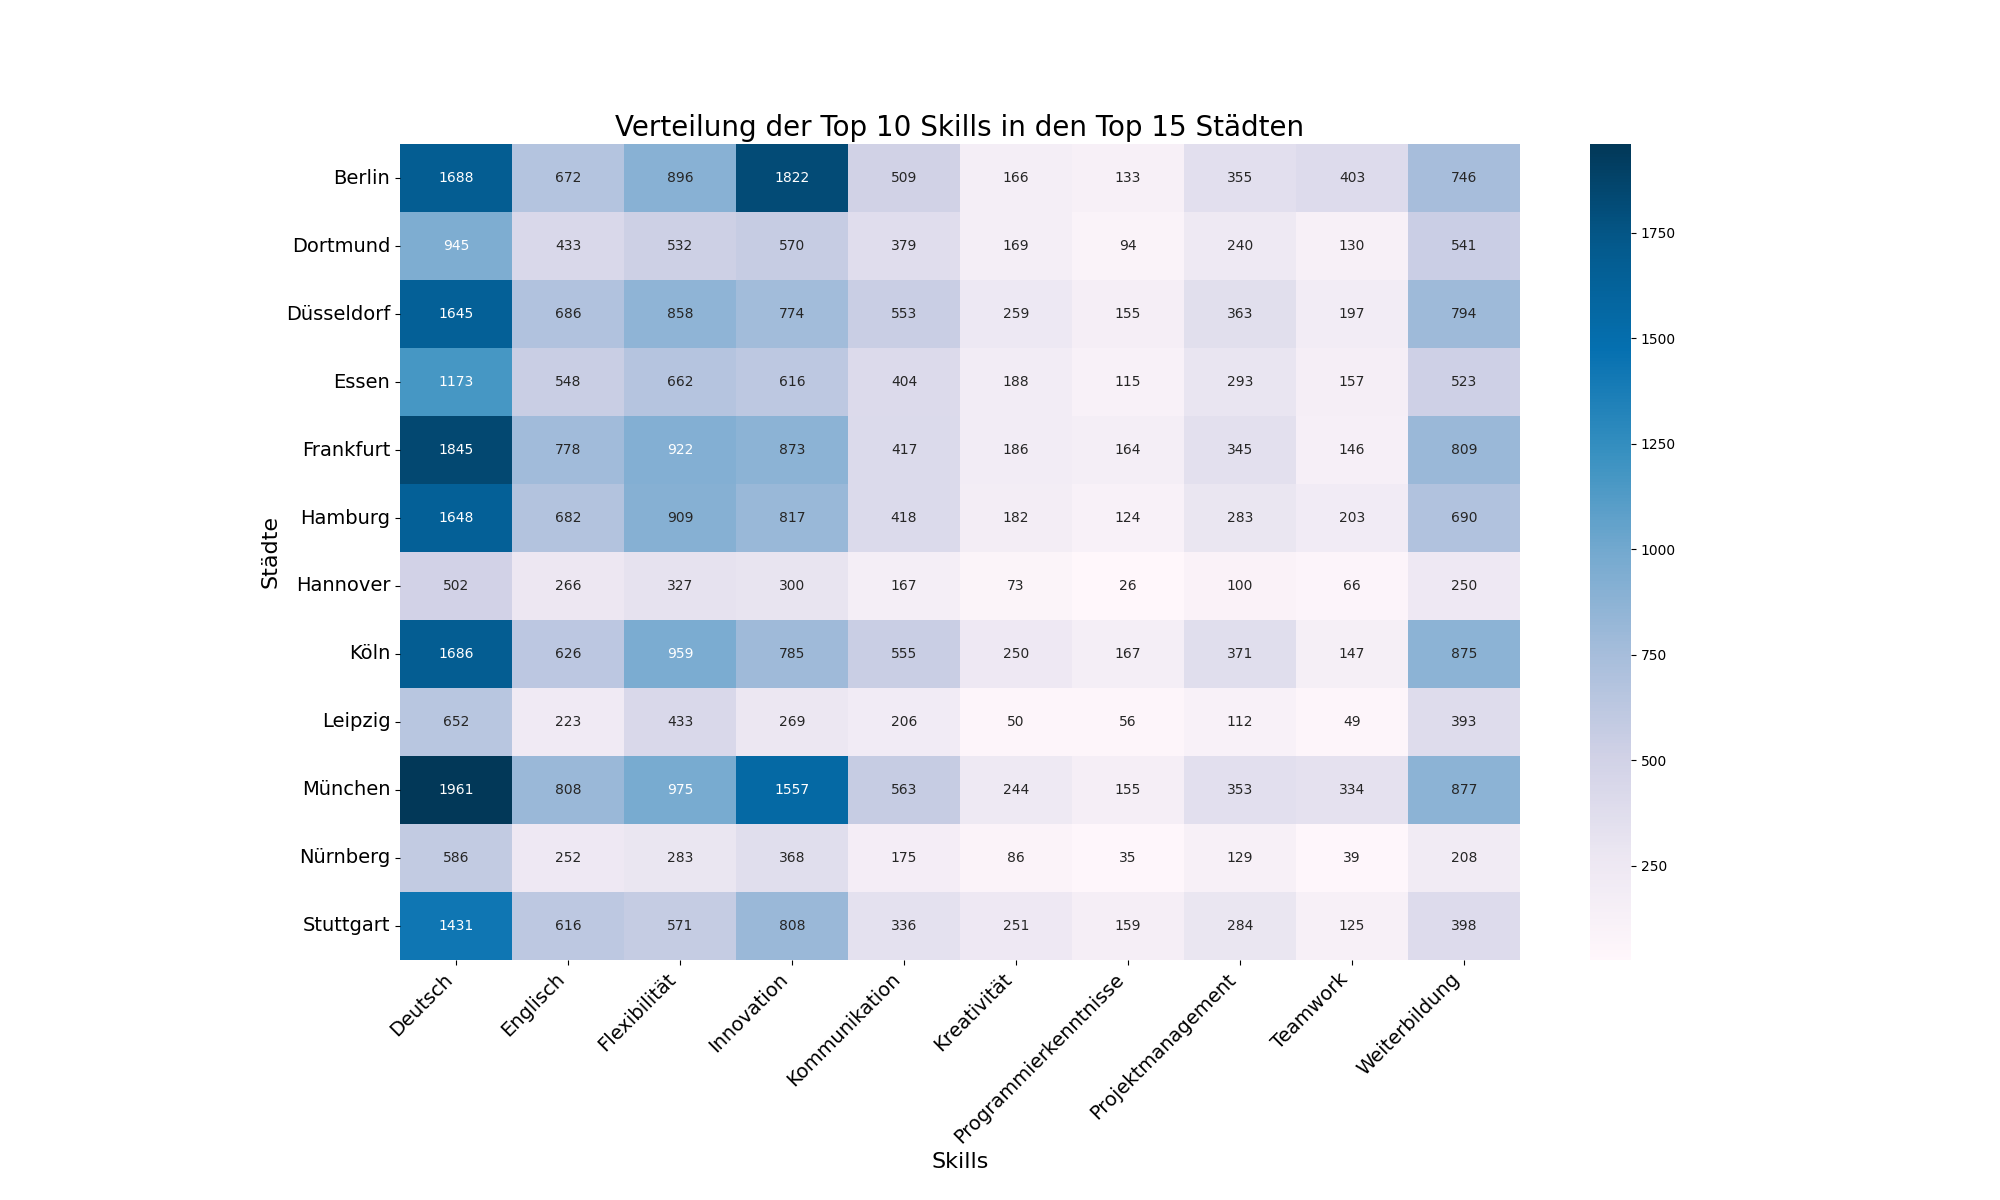 Verteilung der Top 10 Skills in den Top 15 Städten
Städte
Berlin 1688 672 896 1822 509 166 133 355 403 746
Dortmund 945 433 532 570 379 169 94 240 130 541
Düsseldorf 1645 686 858 774 553 259 155 363 197 794
Essen 1173 548 662 616 404 188 115 293 157 523
Frankfurt 1845 778 922 873 417 186 164 345 146 809
Hamburg 1648 682 909 817 418 182 124 283 203 690
Hannover 502 266 327 300 167 73 26 100 66 250
Köln 1686 626 959 785 555 250 167 371 147 875
Leipzig 652 223 433 269 206 50 56 112 49 393
München 1961 808 975 1557 563 244 155 353 334 877
Nürnberg 586 252 283 368 175 86 35 129 39 208
Stuttgart 1431 616 571 808 336 251 159 284 125 398
Deutsch
Englisch
Flexibilität
Innovation
Kommunikation
Kreativität
Programmierkenntnisse
Projektmanagement
Teamwork
Weiterbildung
Skills
1750
1500
1250
1000
750
500
250